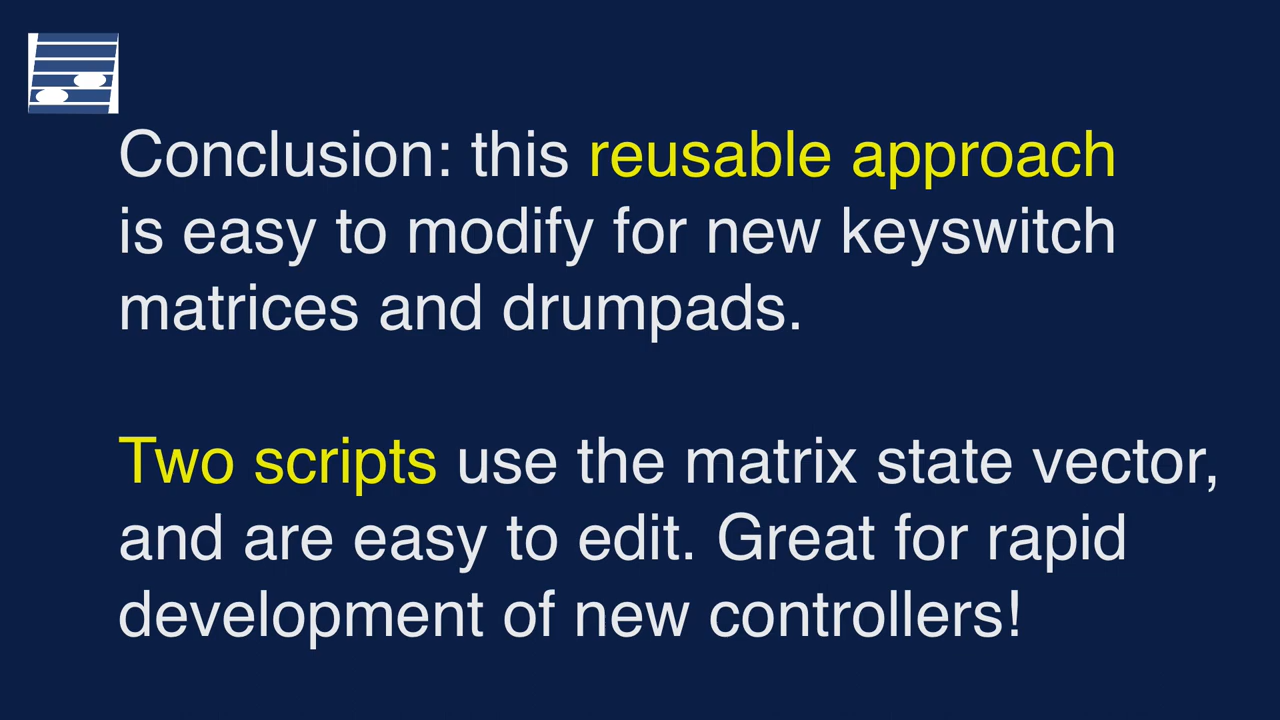 Conclusion: this reusable approach
is easy to modify for new keyswitch
matrices and drumpads.
Two scripts use the matrix state vector,
and are easy to edit. Great for rapid
development of new controllers!